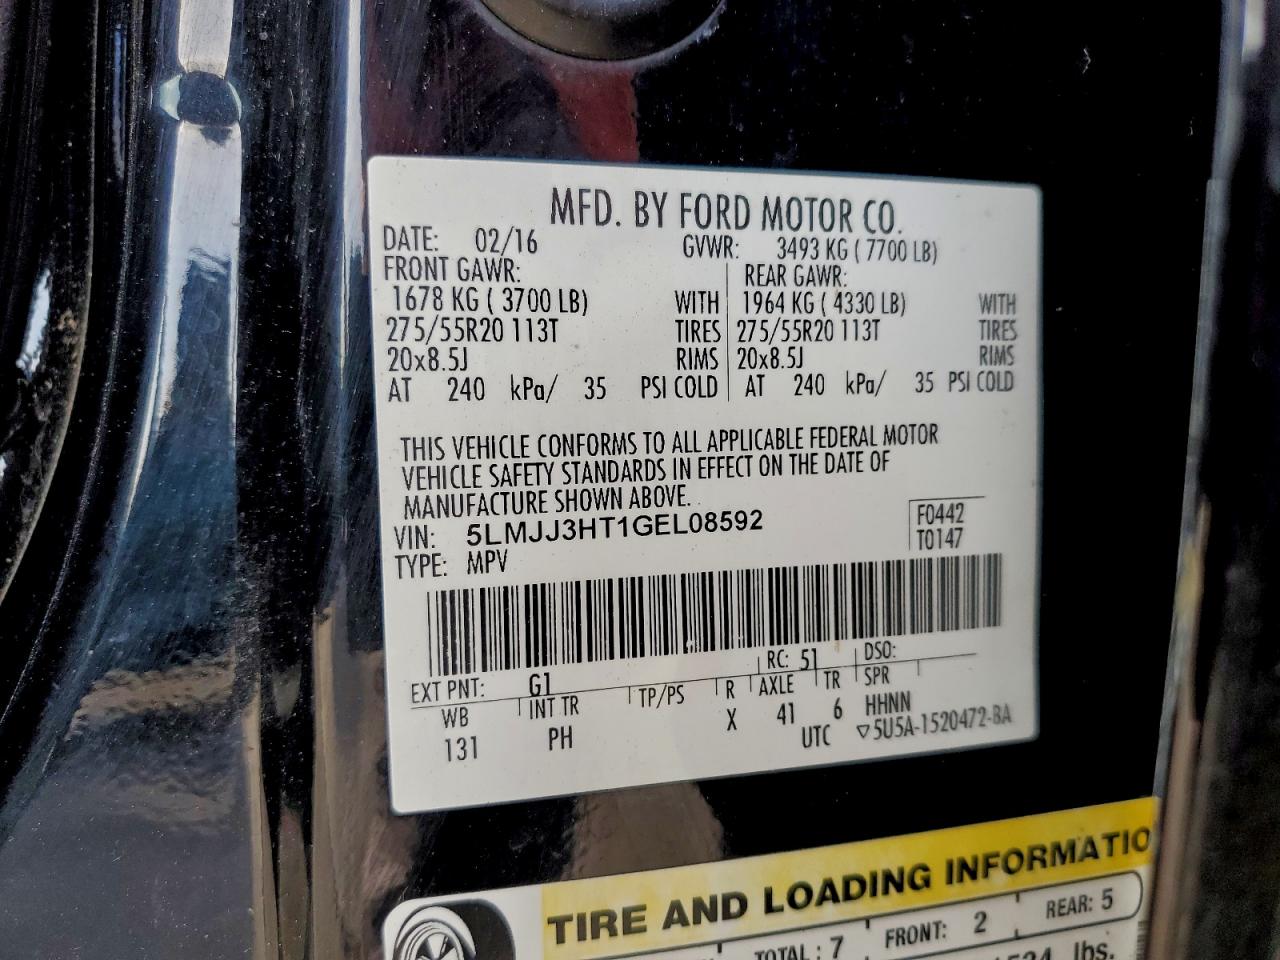 MFD. BY FORD MOTOR CO.
DATE: 02/16 GVWR: 3493 KG ( 7700 LB)
FRONT GAWR: REAR GAWR:
1678 KG ( 3700 LB) WITH 1964 KG ( 4330 LB) WITH
275/55R20 113T TIRES 275/55R20 113T TIRES
20x8.5J RIMS 20x8.5J RIMS
AT 240 kPa/ 35 PSI COLD AT 240 kPa/ 35 PSI COLD
THIS VEHICLE CONFORMS TO ALL APPLICABLE FEDERAL MOTOR
VEHICLE SAFETY STANDARDS IN EFFECT ON THE DATE OF
MANUFACTURE SHOWN ABOVE.
VIN: 5LMJJ3HT1GEL08592 F0442
TYPE: MPV T0147
EXT PNT: G1 RC: 51 DSO:
WB INT TR TP/PS R AXLE TR SPR
131 PH X 41 6 HHNN
UTC ▽5U5A-1520472-BA
TIRE AND LOADING INFORMATIO
TOTAL: 7 FRONT: 2 REAR: 5
lbs.